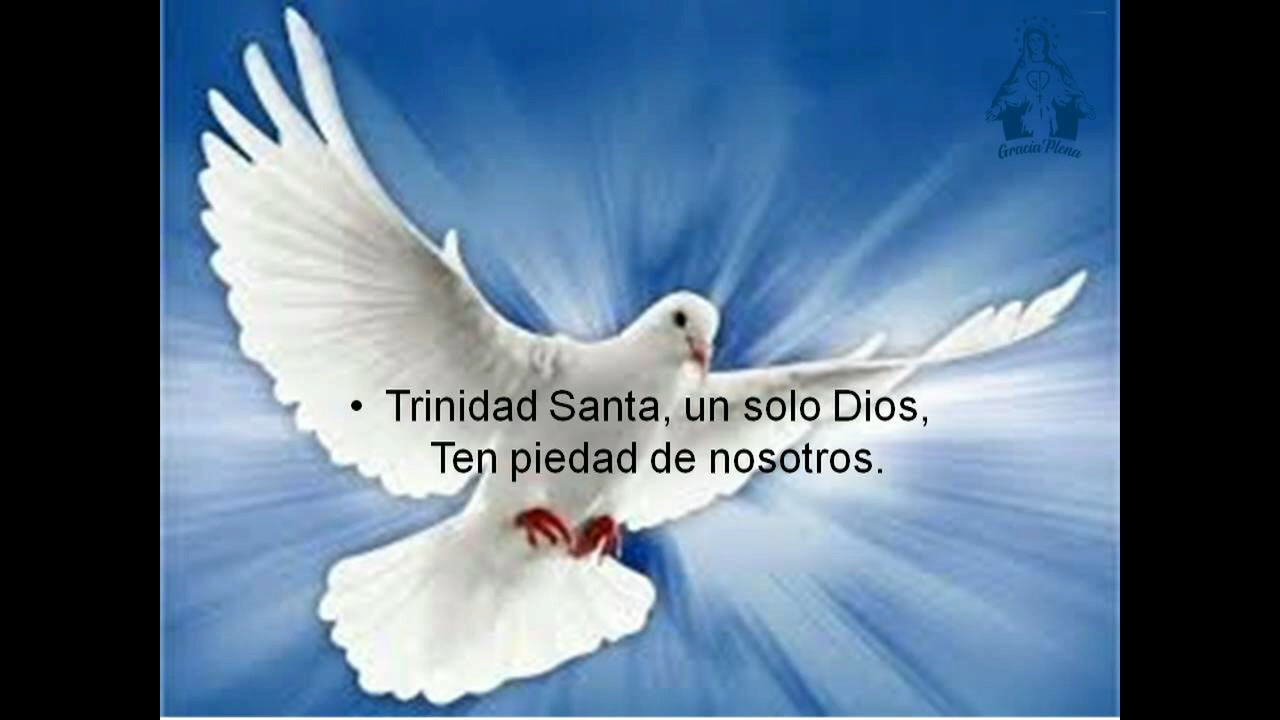 Gracia Plena
• Trinidad Santa, un solo Dios,
Ten piedad de nosotros.